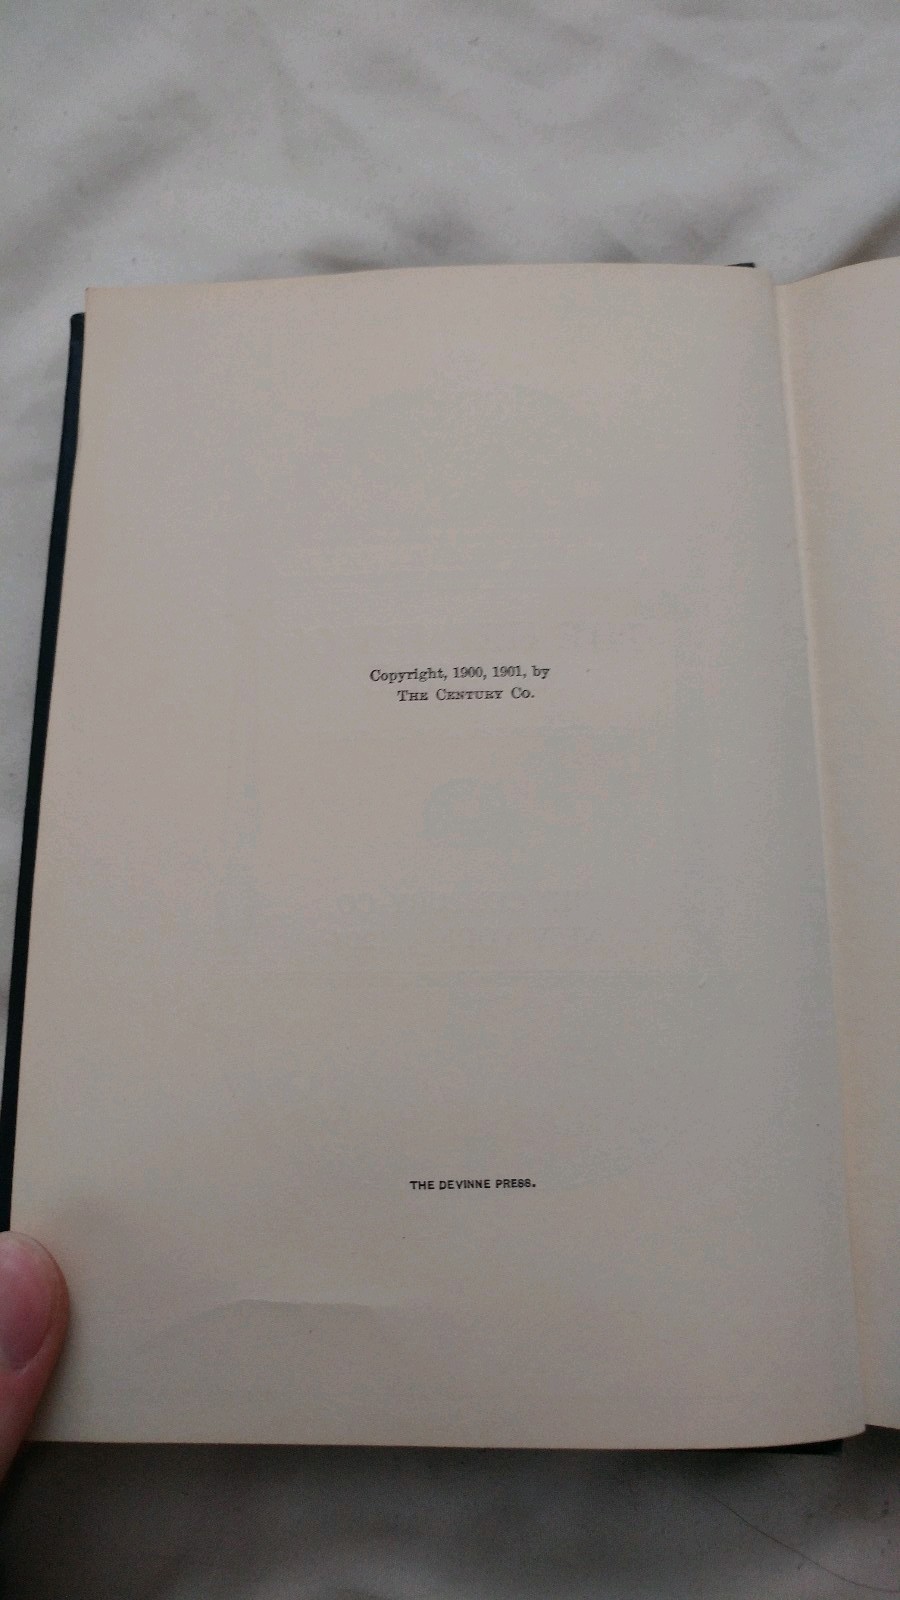 Copyright, 1900, 1901, by
THE CENTURY CO.
THE DEVINNE PRESS.